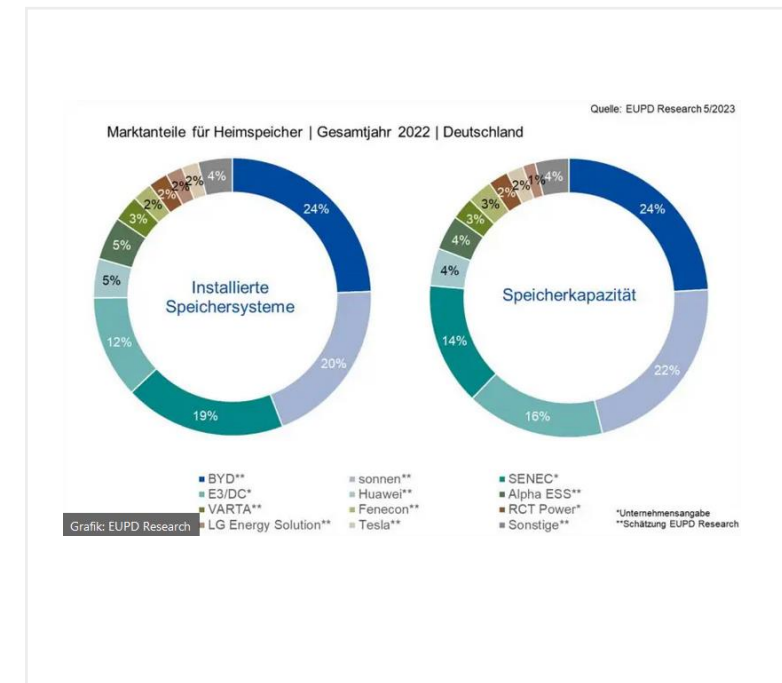 Quelle: EUPD Research 5/2023
Marktanteile für Heimspeicher | Gesamtjahr 2022 | Deutschland
24%
20%
19%
12%
5%
5%
3%
2%
2%
2%
2%
4%
Installierte
Speichersysteme
24%
22%
16%
14%
4%
4%
3%
3%
2%
2%
1%
4%
Speicherkapazität
BYD** sonnen** SENEC*
E3/DC* Huawei** Alpha ESS**
VARTA** Fenecon** RCT Power*
LG Energy Solution** Tesla** Sonstige**
*Unternehmensangabe
**Schätzung EUPD Research
Grafik: EUPD Research